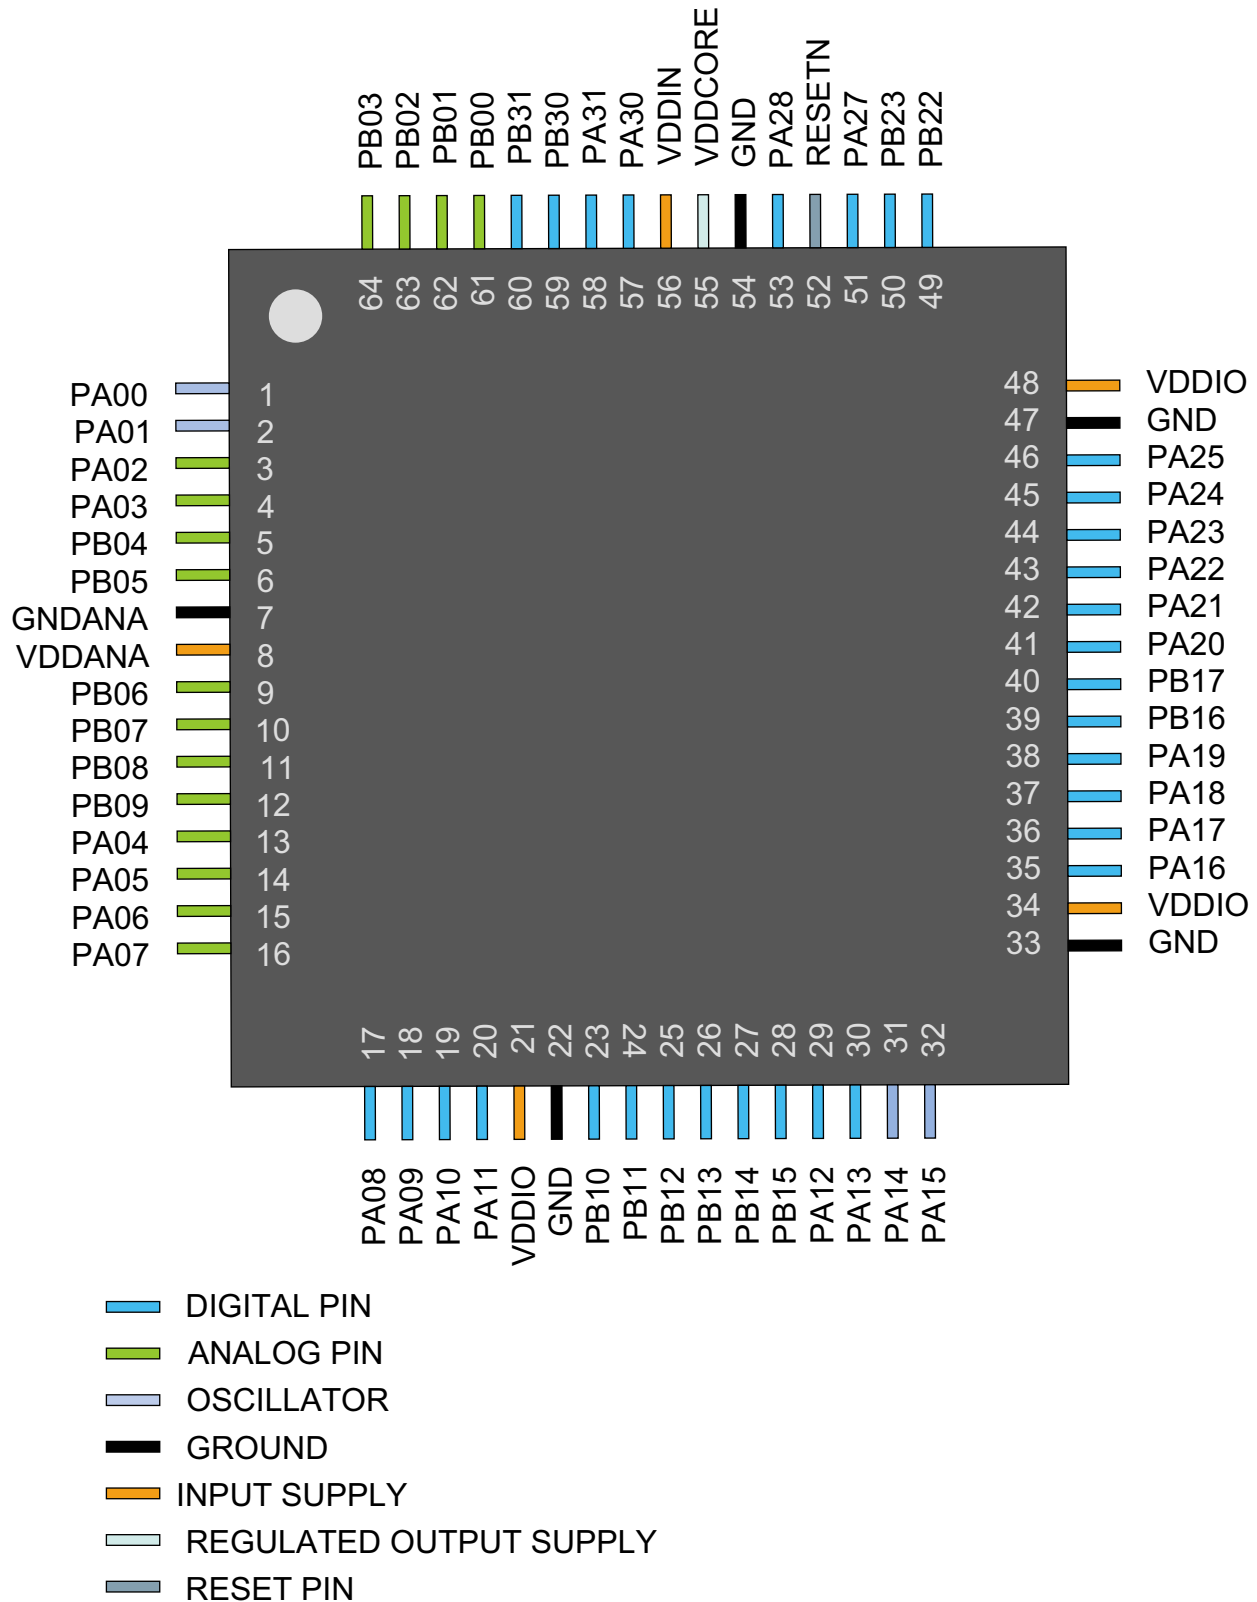 PB03 PB02 PB01 PB00 PB31 PB30 PA31 PA30 VDDIN VDDCORE GND PA28 RESETN PA27 PB23 PB22
64 63 62 61 60 59 58 57 56 55 54 53 52 51 50 49
PA00 1
PA01 2
PA02 3
PA03 4
PB04 5
PB05 6
GNDANA 7
VDDANA 8
PB06 9
PB07 10
PB08 11
PB09 12
PA04 13
PA05 14
PA06 15
PA07 16
48 VDDIO
47 GND
46 PA25
45 PA24
44 PA23
43 PA22
42 PA21
41 PA20
40 PB17
39 PB16
38 PA19
37 PA18
36 PA17
35 PA16
34 VDDIO
33 GND
17 18 19 20 21 22 23 24 25 26 27 28 29 30 31 32
PA08 PA09 PA10 PA11 VDDIO GND PB10 PB11 PB12 PB13 PB14 PB15 PA12 PA13 PA14 PA15
DIGITAL PIN
ANALOG PIN
OSCILLATOR
GROUND
INPUT SUPPLY
REGULATED OUTPUT SUPPLY
RESET PIN